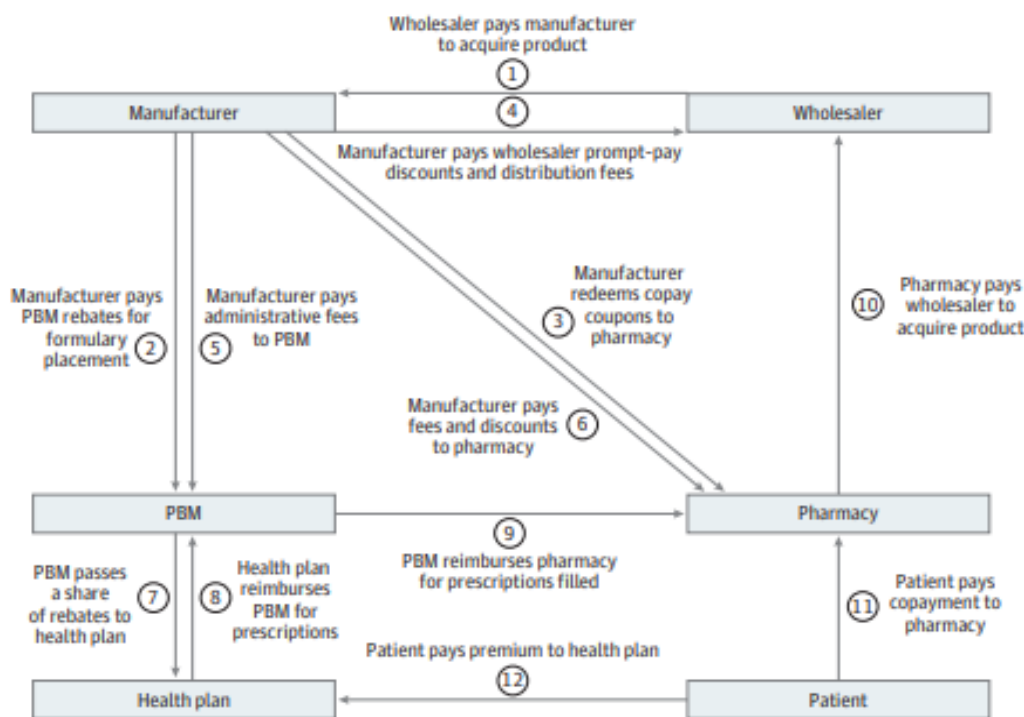 Wholesaler pays manufacturer
to acquire product
1
Manufacturer
4
Wholesaler
Manufacturer pays wholesaler prompt-pay
discounts and distribution fees
Manufacturer pays
PBM rebates for
formulary
placement
2
Manufacturer pays
administrative fees
to PBM
5
Manufacturer
redeems copay
coupons to
pharmacy
3
Pharmacy pays
wholesaler to
acquire product
10
Manufacturer pays
fees and discounts
to pharmacy
6
PBM
Pharmacy
9
PBM reimburses pharmacy
for prescriptions filled
PBM passes
a share
of rebates to
health plan
7
Health plan
reimburses
PBM for
prescriptions
8
Patient pays
copayment to
pharmacy
11
Patient pays premium to health plan
12
Health plan
Patient